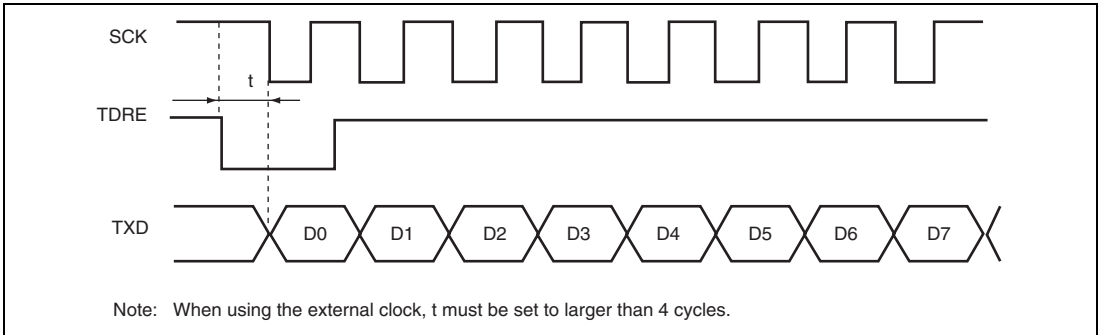 SCK
t
TDRE
TXD D0 D1 D2 D3 D4 D5 D6 D7
Note: When using the external clock, t must be set to larger than 4 cycles.